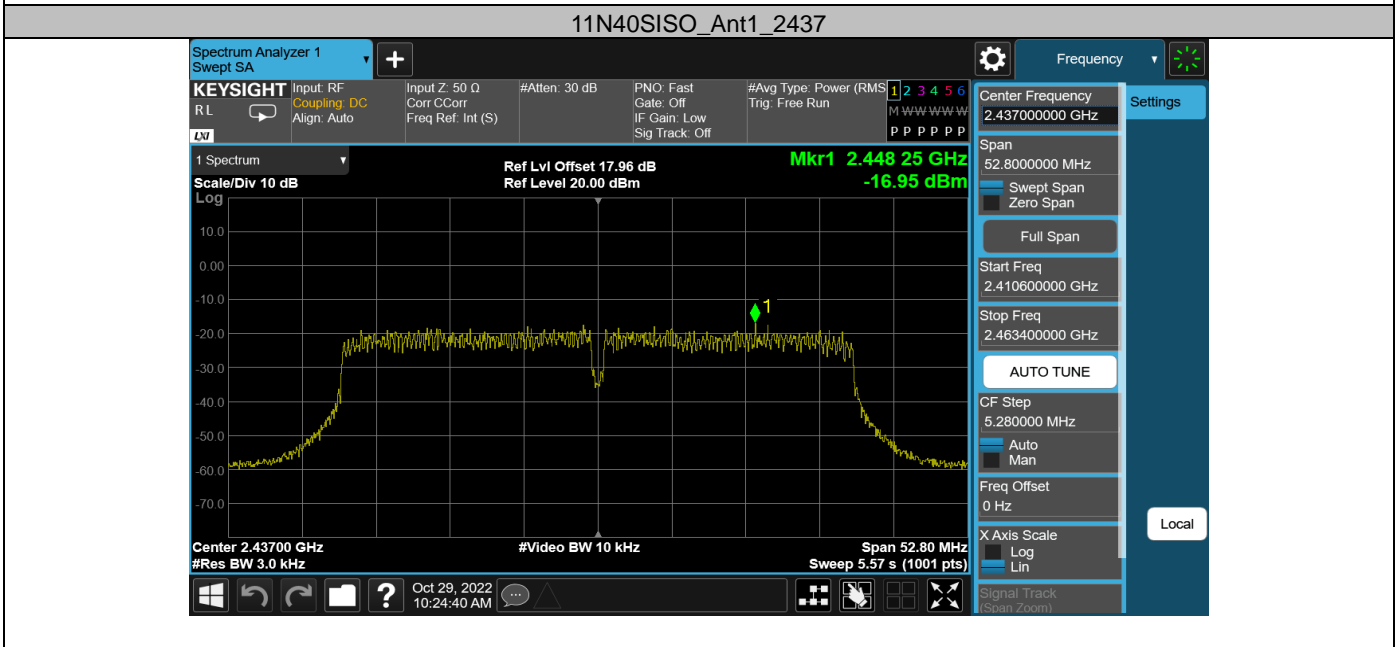 11N40SISO_Ant1_2437
Spectrum Analyzer 1
Swept SA
Frequency
KEYSIGHT
RL
LXI
Input: RF
Coupling: DC
Align: Auto
Input Z: 50 Ω
Corr CCorr
Freq Ref: Int (S)
#Atten: 30 dB
PNO: Fast
Gate: Off
IF Gain: Low
Sig Track: Off
#Avg Type: Power (RMS
Trig: Free Run
1 2 3 4 5 6
M W W W W W
P P P P P P
1 Spectrum
Scale/Div 10 dB
Ref Lvl Offset 17.96 dB
Ref Level 20.00 dBm
Mkr1 2.448 25 GHz
-16.95 dBm
Log
10.0
0.00
-10.0
-20.0
-30.0
-40.0
-50.0
-60.0
-70.0
1
Center 2.43700 GHz
#Video BW 10 kHz
Span 52.80 MHz
#Res BW 3.0 kHz
Sweep 5.57 s (1001 pts)
Center Frequency
2.437000000 GHz
Settings
Span
52.8000000 MHz
Swept Span
Zero Span
Full Span
Start Freq
2.410600000 GHz
Stop Freq
2.463400000 GHz
AUTO TUNE
CF Step
5.280000 MHz
Auto
Man
Freq Offset
0 Hz
X Axis Scale
Log
Lin
Local
Signal Track
(Span Zoom)
?
Oct 29, 2022
10:24:40 AM